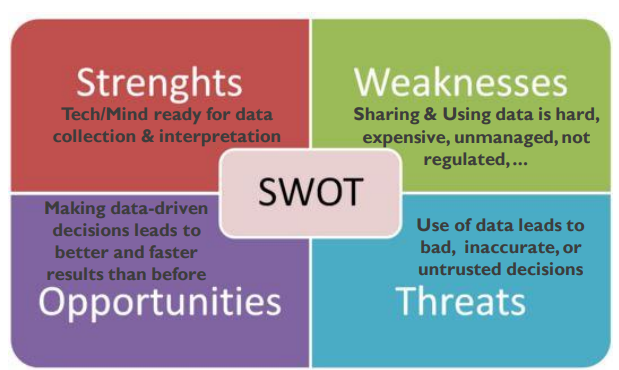 Strenghts
Tech/Mind ready for data
collection & interpretation
Weaknesses
Sharing & Using data is hard,
expensive, unmanaged, not
regulated, ...
SWOT
Making data-driven
decisions leads to
better and faster
results than before
Opportunities
Use of data leads to
bad, inaccurate, or
untrusted decisions
Threats